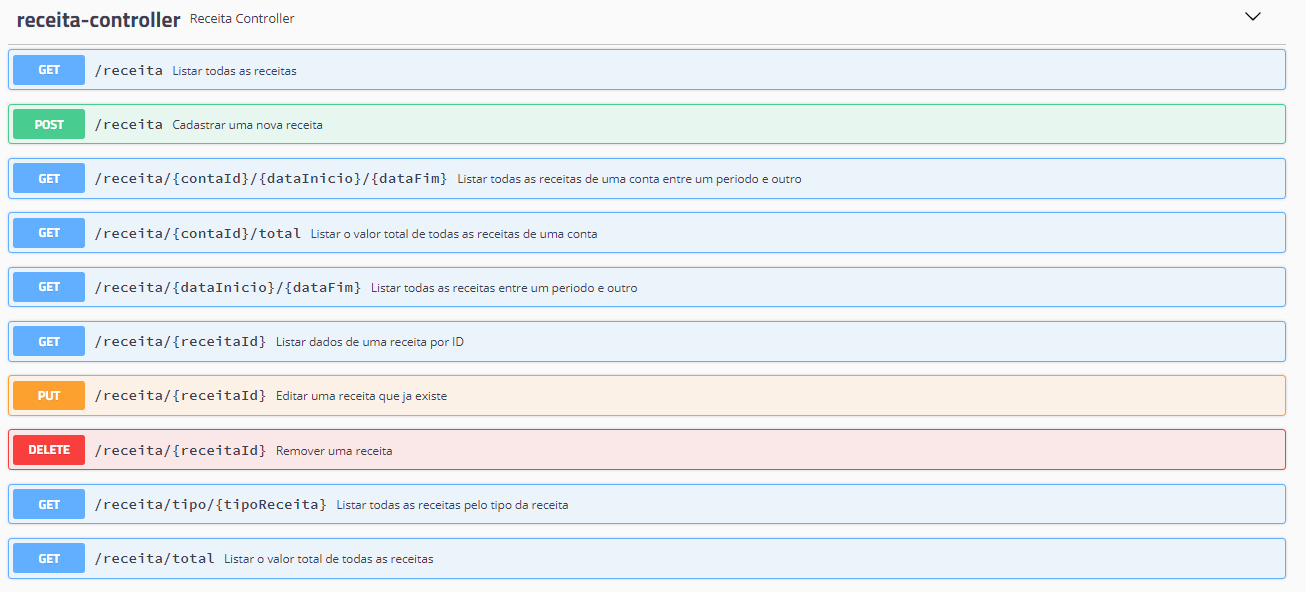 receita-controller Receita Controller
GET /receita Listar todas as receitas
POST /receita Cadastrar uma nova receita
GET /receita/{contaId}/{dataInicio}/{dataFim} Listar todas as receitas de uma conta entre um periodo e outro
GET /receita/{contaId}/total Listar o valor total de todas as receitas de uma conta
GET /receita/{dataInicio}/{dataFim} Listar todas as receitas entre um periodo e outro
GET /receita/{receitaId} Listar dados de uma receita por ID
PUT /receita/{receitaId} Editar uma receita que ja existe
DELETE /receita/{receitaId} Remover uma receita
GET /receita/tipo/{tipoReceita} Listar todas as receitas pelo tipo da receita
GET /receita/total Listar o valor total de todas as receitas